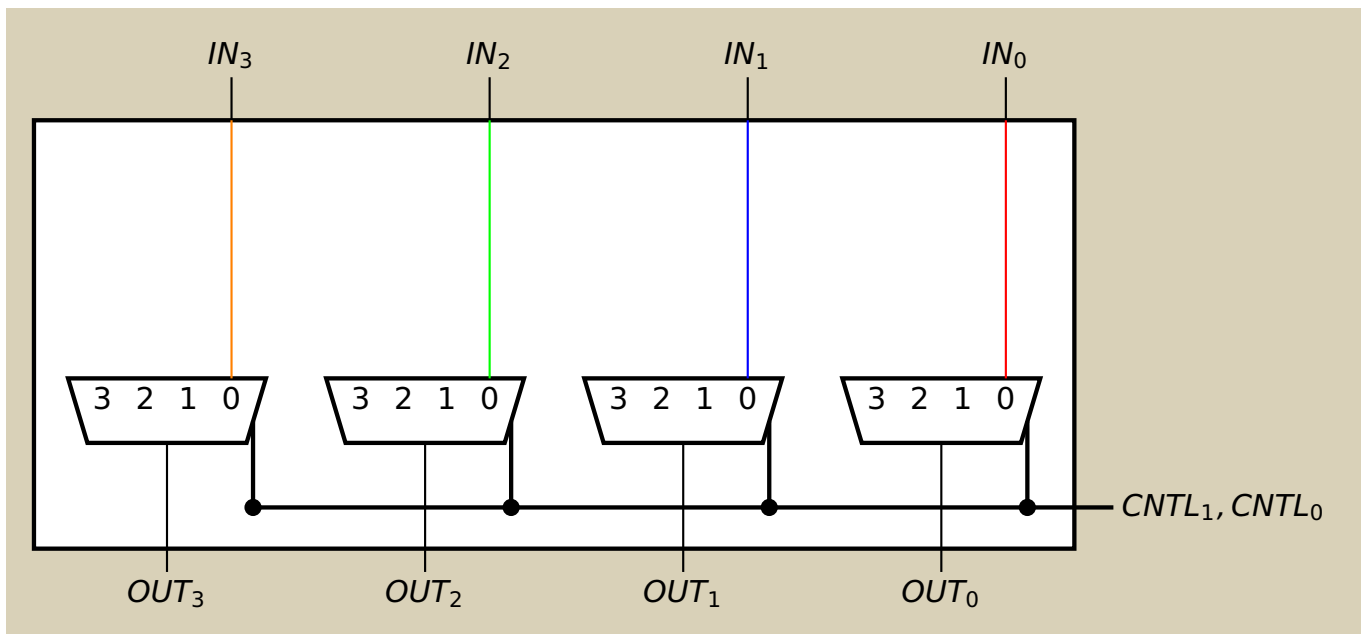 IN₃ IN₂ IN₁ IN₀
3 2 1 0 3 2 1 0 3 2 1 0 3 2 1 0
CNTL₁, CNTL₀
OUT₃ OUT₂ OUT₁ OUT₀